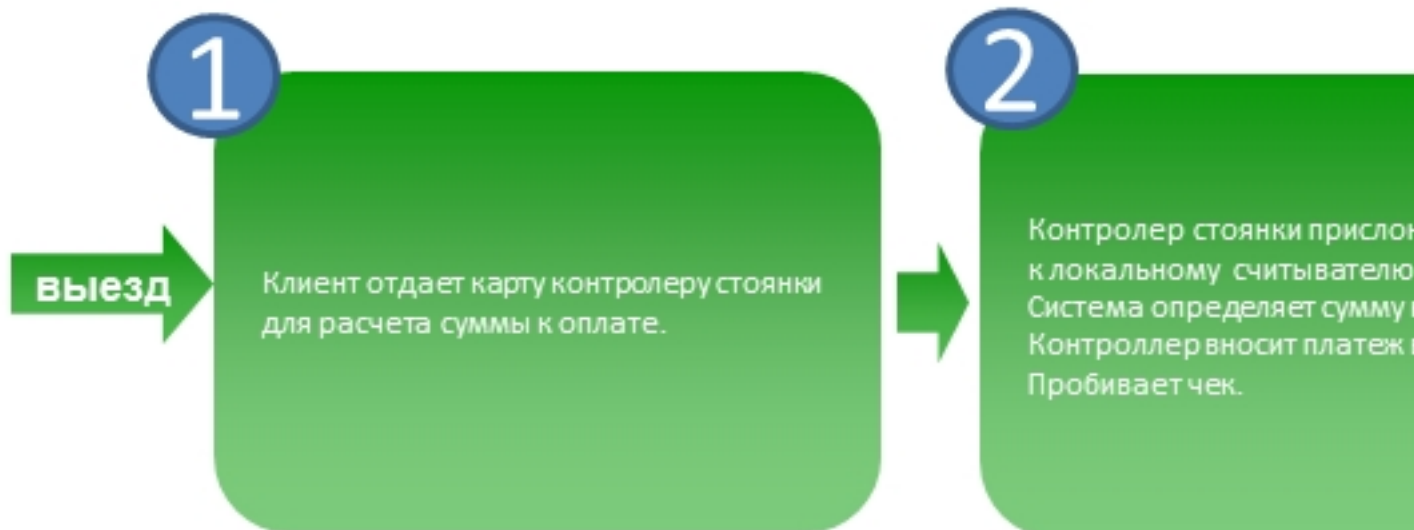 1
2
выезд
Клиент отдает карту контролеру стоянки
для расчета суммы к оплате.
Контролер стоянки
к локальному считывателю
Система определяет сумму
Контроллер вносит платеж
Пробивает чек.